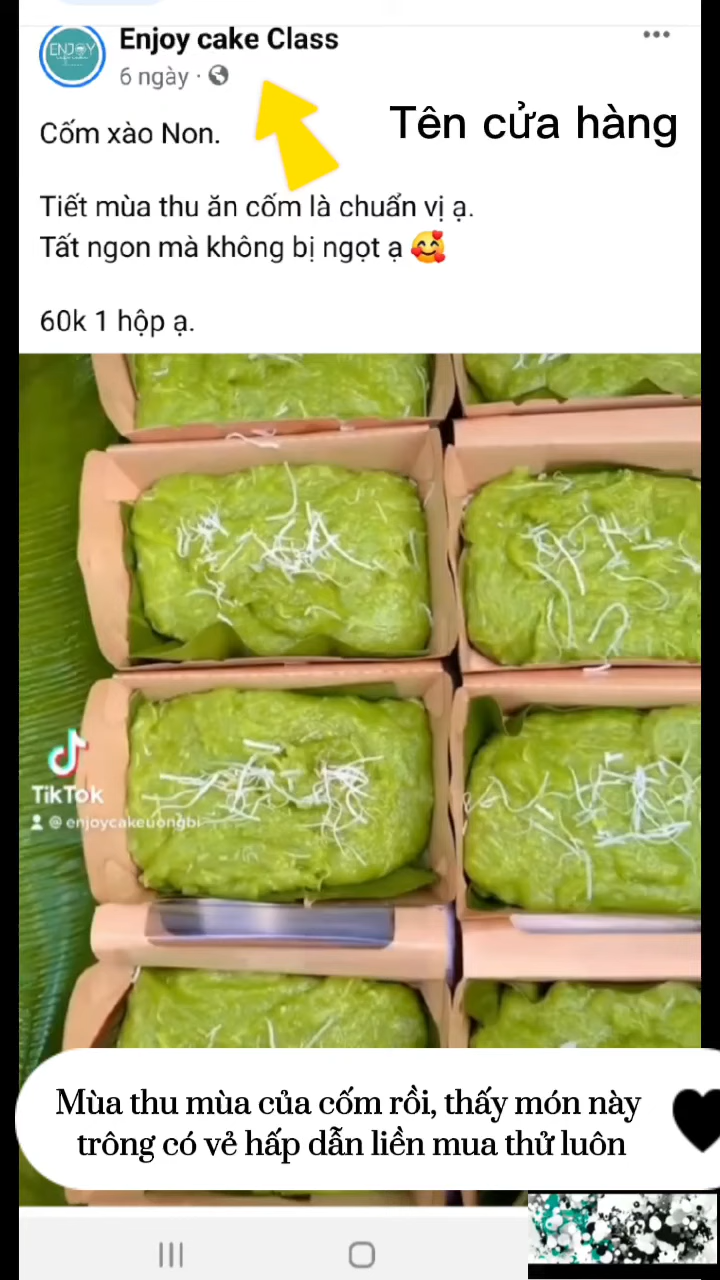 ENJOY
Enjoy cake Class
6 ngày ·
Tên cửa hàng
Cốm xào Non.
Tiết mùa thu ăn cốm là chuẩn vị ạ.
Tất ngon mà không bị ngọt ạ 🥰
60k 1 hộp ạ.
TikTok
@enjoycakeuongbi
Mùa thu mùa của cốm rồi, thấy món này
trông có vẻ hấp dẫn liền mua thử luôn